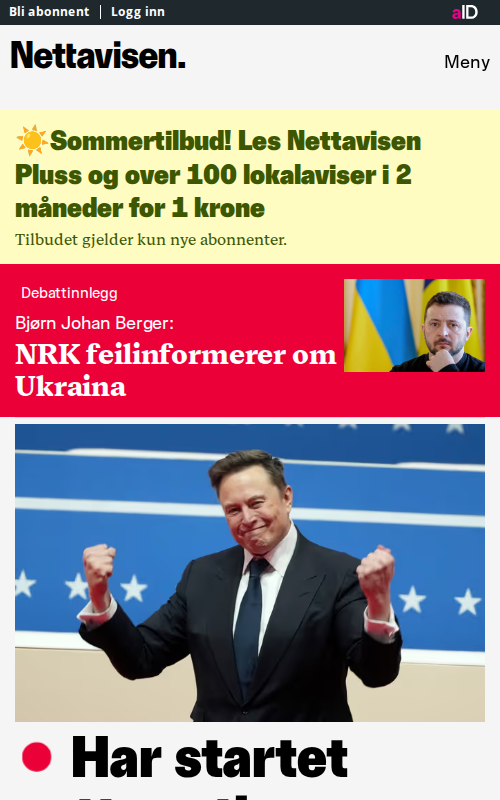 Bli abonnent
Logg inn
aID
Nettavisen.
Meny
Sommertilbud! Les Nettavisen
Pluss og over 100 lokalaviser i 2
måneder for 1 krone
Tilbudet gjelder kun nye abonnenter.
Debattinnlegg
Bjørn Johan Berger:
NRK feilinformerer om
Ukraina
Har startet